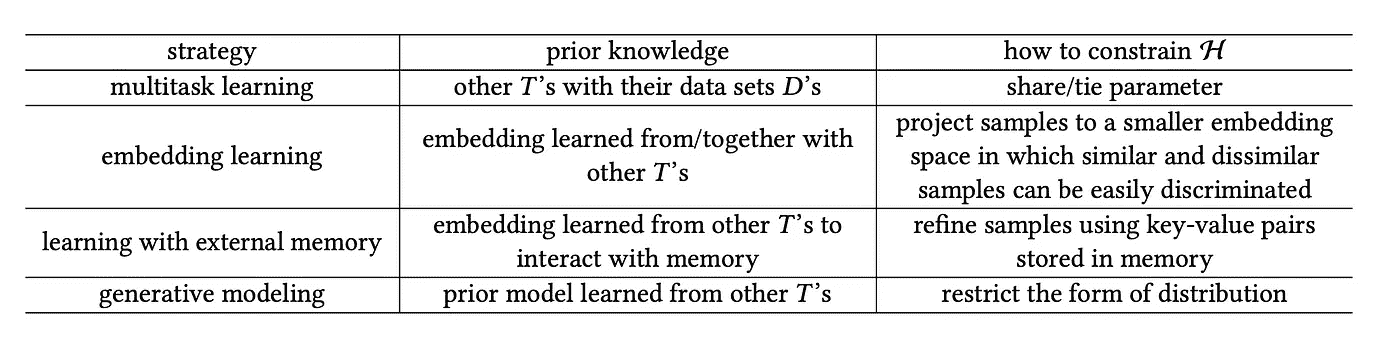 strategy prior knowledge how to constrain ℋ
multitask learning other T's with their data sets D's share/tie parameter
embedding learning
embedding learned from/together with
other T's
project samples to a smaller embedding
space in which similar and dissimilar
samples can be easily discriminated
learning with external memory
embedding learned from other T's to
interact with memory
refine samples using key-value pairs
stored in memory
generative modeling prior model learned from other T's restrict the form of distribution